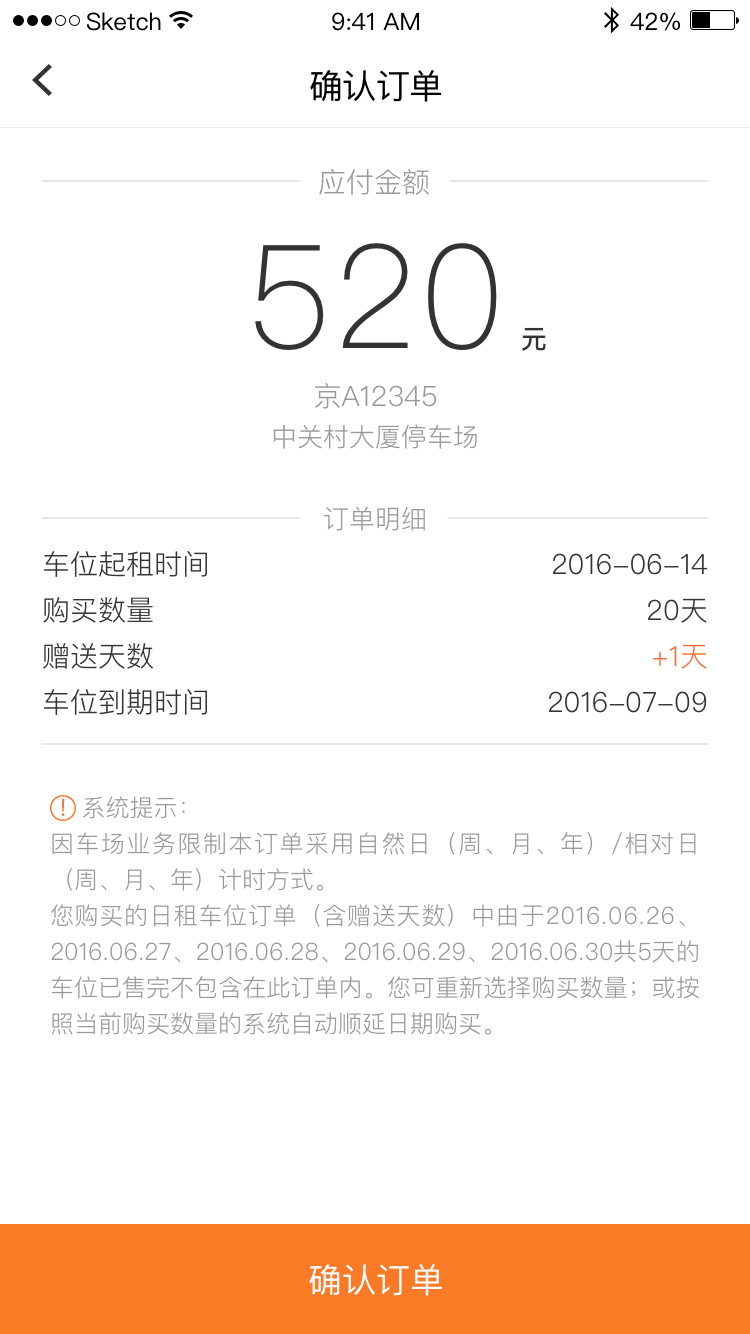 Sketch 9:41 AM 42%
确认订单
应付金额
520元
京A12345
中关村大厦停车场
订单明细
车位起租时间 2016-06-14
购买数量 20天
赠送天数 +1天
车位到期时间 2016-07-09
系统提示：
因车场业务限制本订单采用自然日（周、月、年）/相对日
（周、月、年）计时方式。
您购买的日租车位订单（含赠送天数）中由于2016.06.26、
2016.06.27、2016.06.28、2016.06.29、2016.06.30共5天的
车位已售完不包含在此订单内。您可重新选择购买数量；或按
照当前购买数量的系统自动顺延日期购买。
确认订单